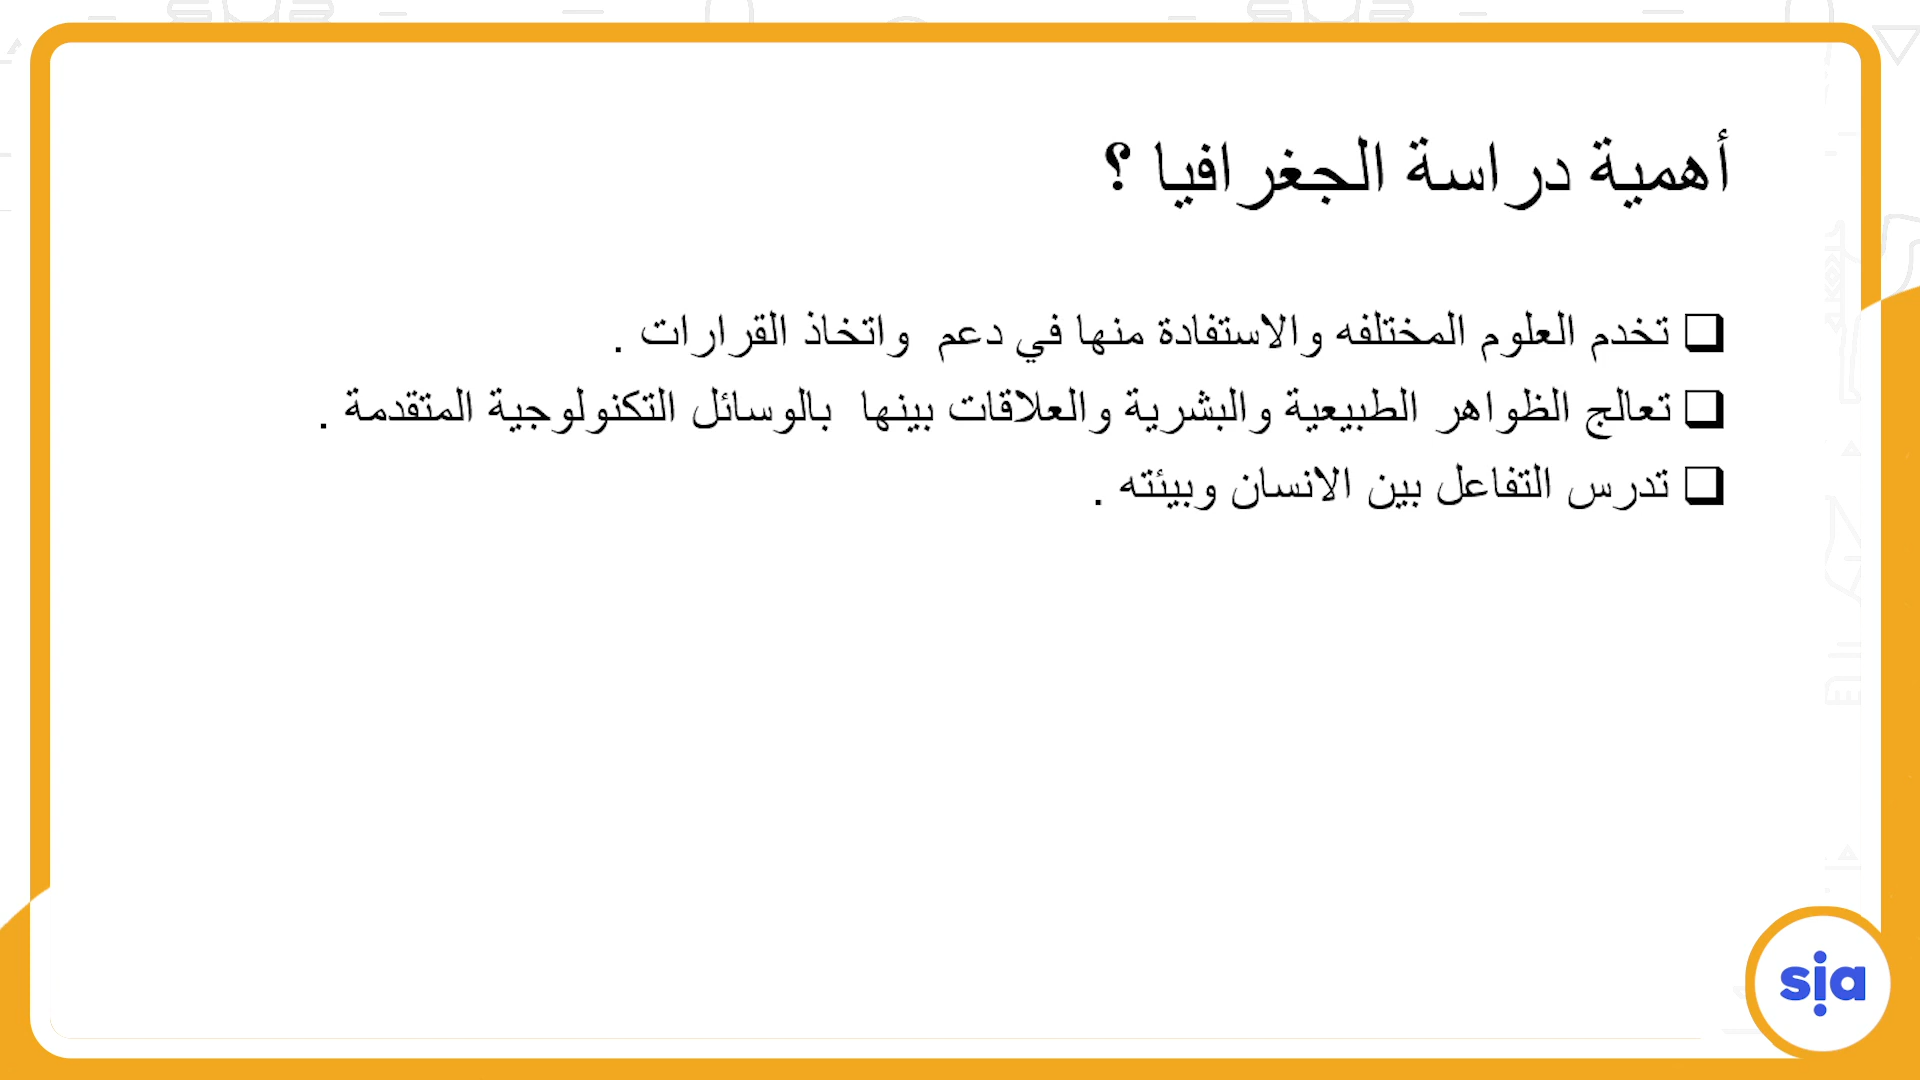 أهمية دراسة الجغرافيا ؟
❑ تخدم العلوم المختلفه والاستفادة منها في دعم واتخاذ القرارات .
❑ تعالج الظواهر الطبيعية والبشرية والعلاقات بينها بالوسائل التكنولوجية المتقدمة .
❑ تدرس التفاعل بين الانسان وبيئته .
sia